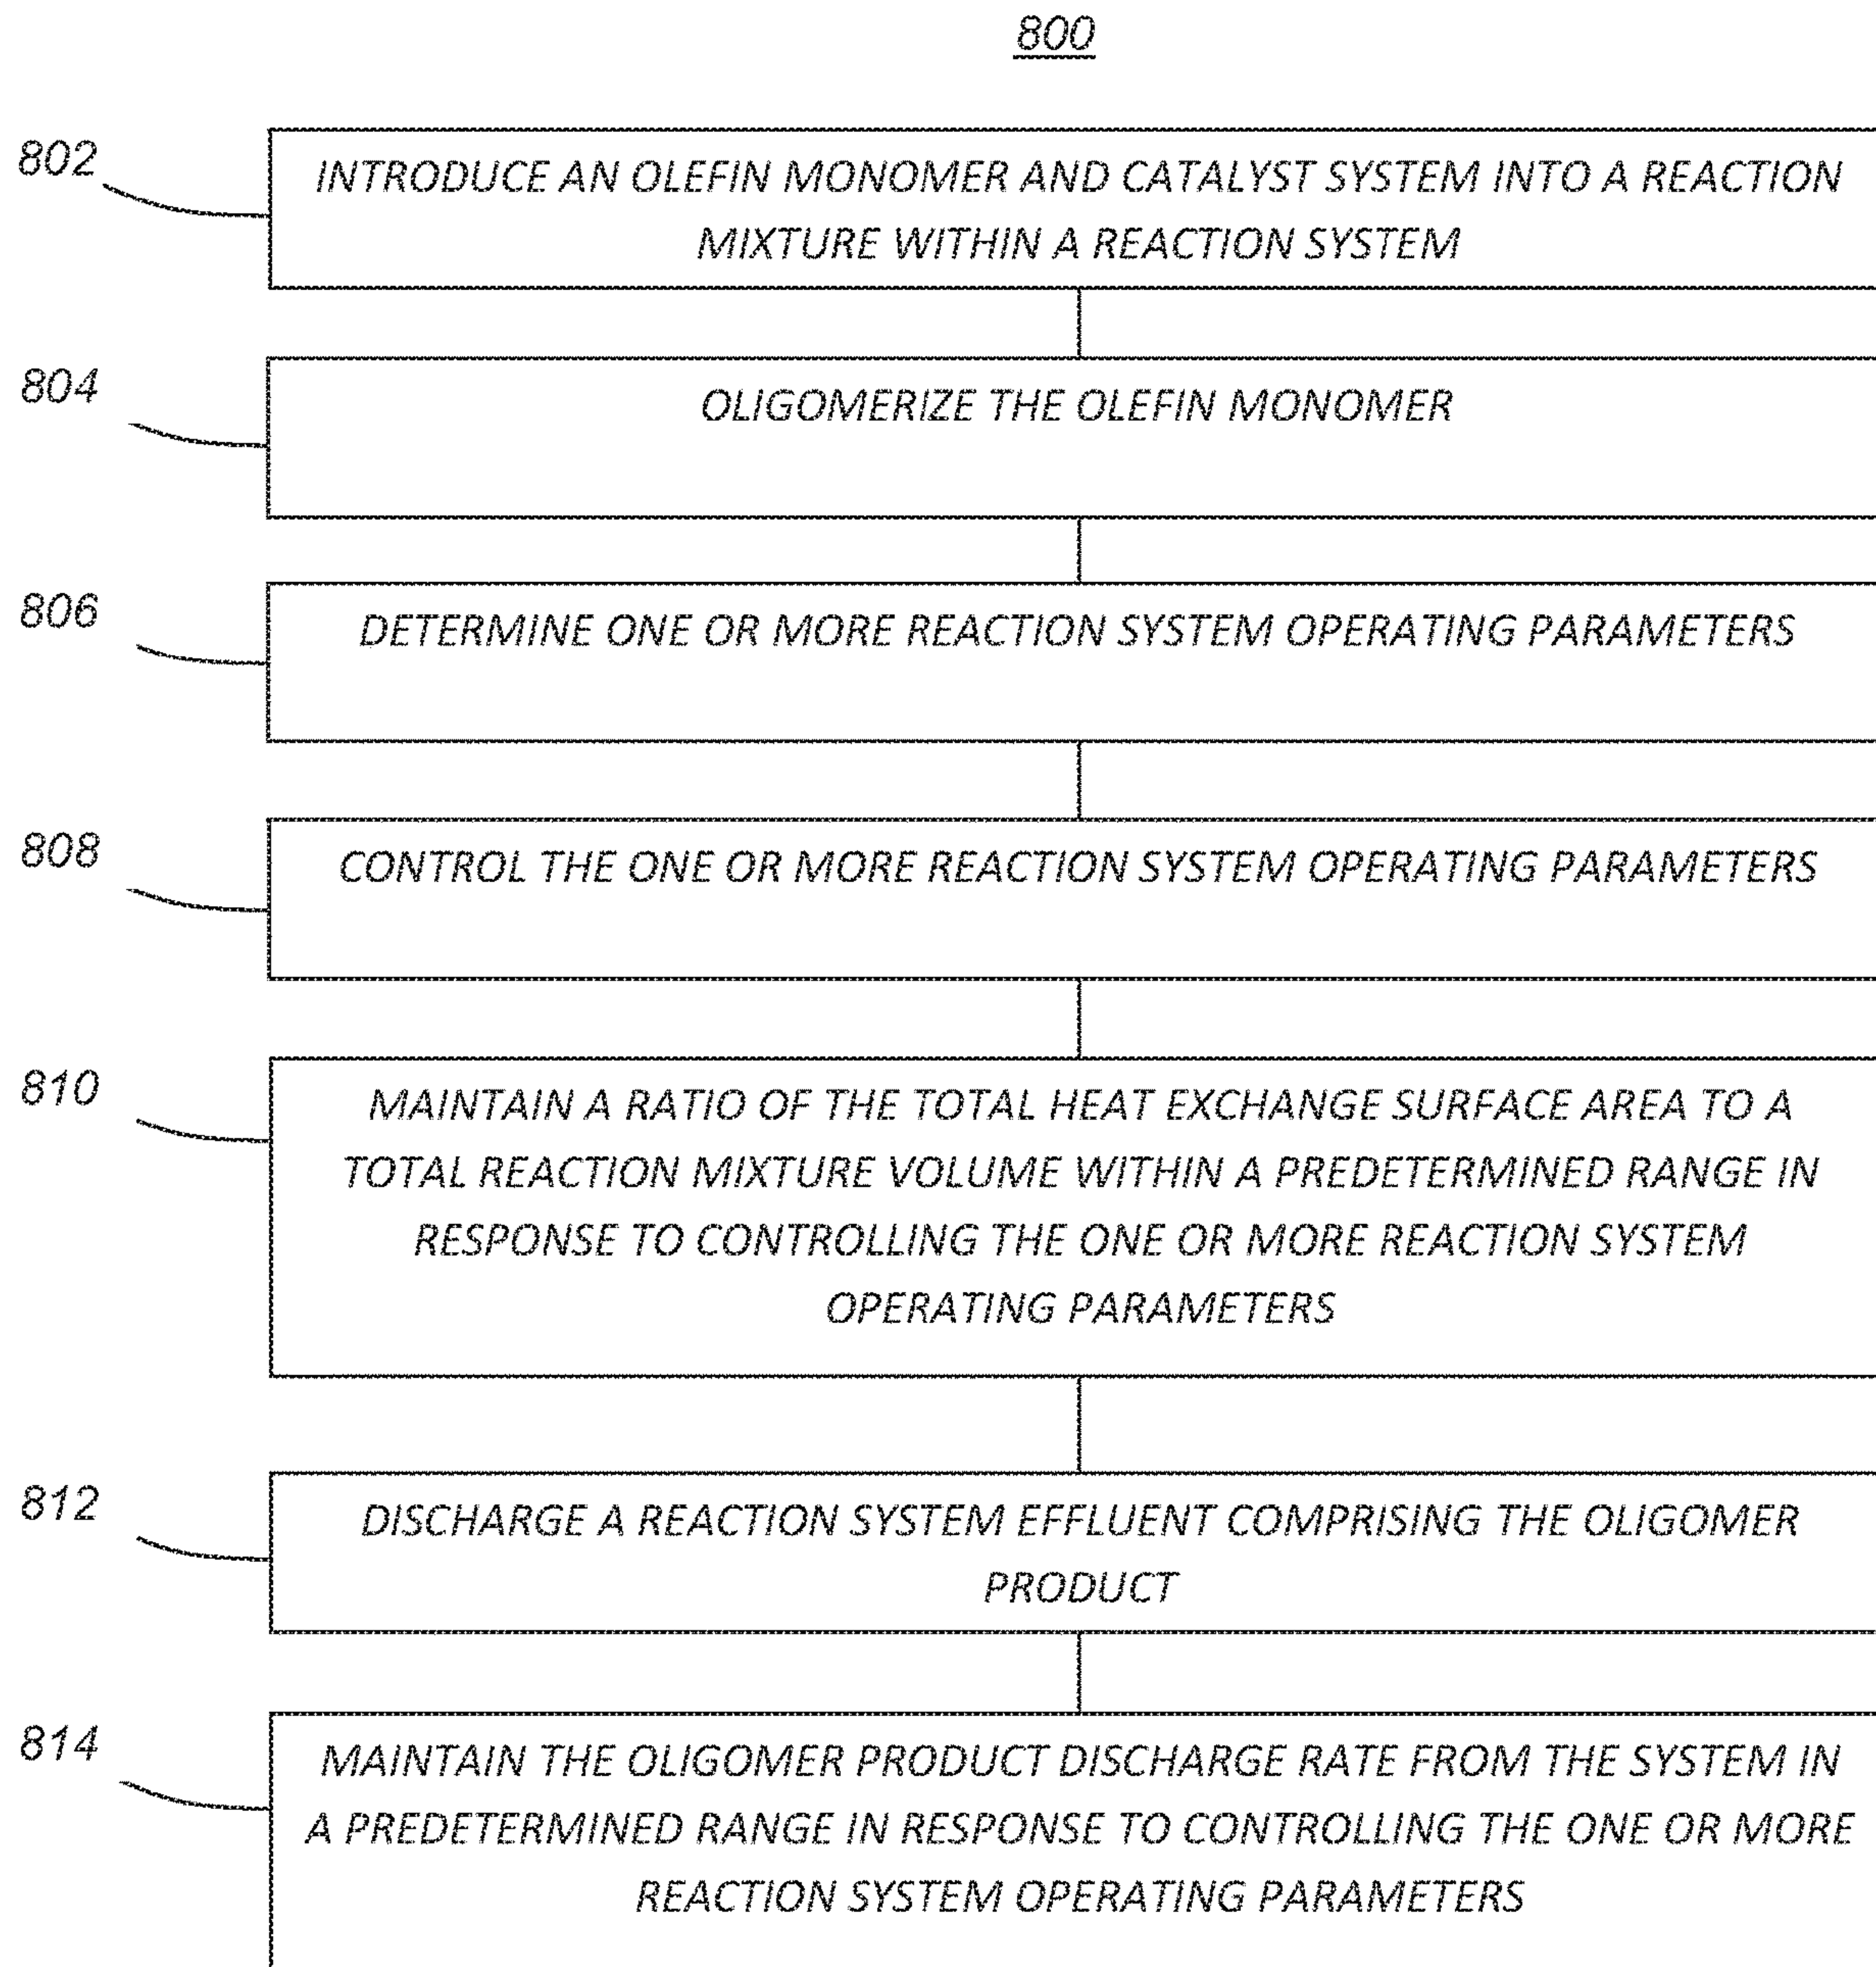 800
802
INTRODUCE AN OLEFIN MONOMER AND CATALYST SYSTEM INTO A REACTION
MIXTURE WITHIN A REACTION SYSTEM
804
OLIGOMERIZE THE OLEFIN MONOMER
806
DETERMINE ONE OR MORE REACTION SYSTEM OPERATING PARAMETERS
808
CONTROL THE ONE OR MORE REACTION SYSTEM OPERATING PARAMETERS
810
MAINTAIN A RATIO OF THE TOTAL HEAT EXCHANGE SURFACE AREA TO A
TOTAL REACTION MIXTURE VOLUME WITHIN A PREDETERMINED RANGE IN
RESPONSE TO CONTROLLING THE ONE OR MORE REACTION SYSTEM
OPERATING PARAMETERS
812
DISCHARGE A REACTION SYSTEM EFFLUENT COMPRISING THE OLIGOMER
PRODUCT
814
MAINTAIN THE OLIGOMER PRODUCT DISCHARGE RATE FROM THE SYSTEM IN
A PREDETERMINED RANGE IN RESPONSE TO CONTROLLING THE ONE OR MORE
REACTION SYSTEM OPERATING PARAMETERS